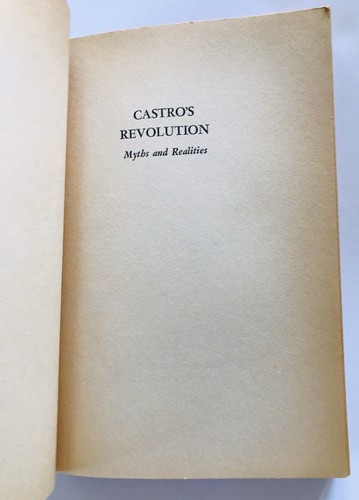 CASTRO'S
REVOLUTION
Myths and Realities